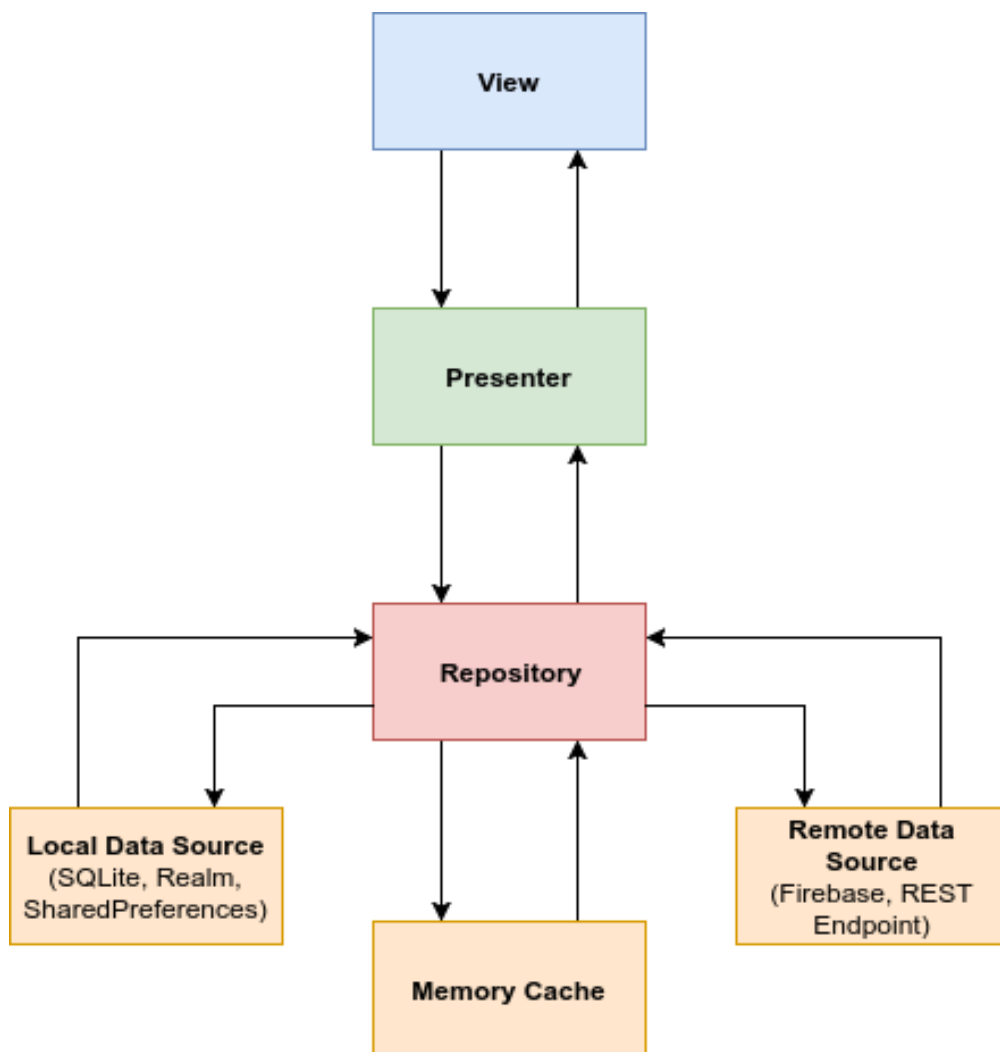 View
Presenter
Repository
Local Data Source
(SQLite, Realm,
SharedPreferences)
Remote Data
Source
(Firebase, REST
Endpoint)
Memory Cache